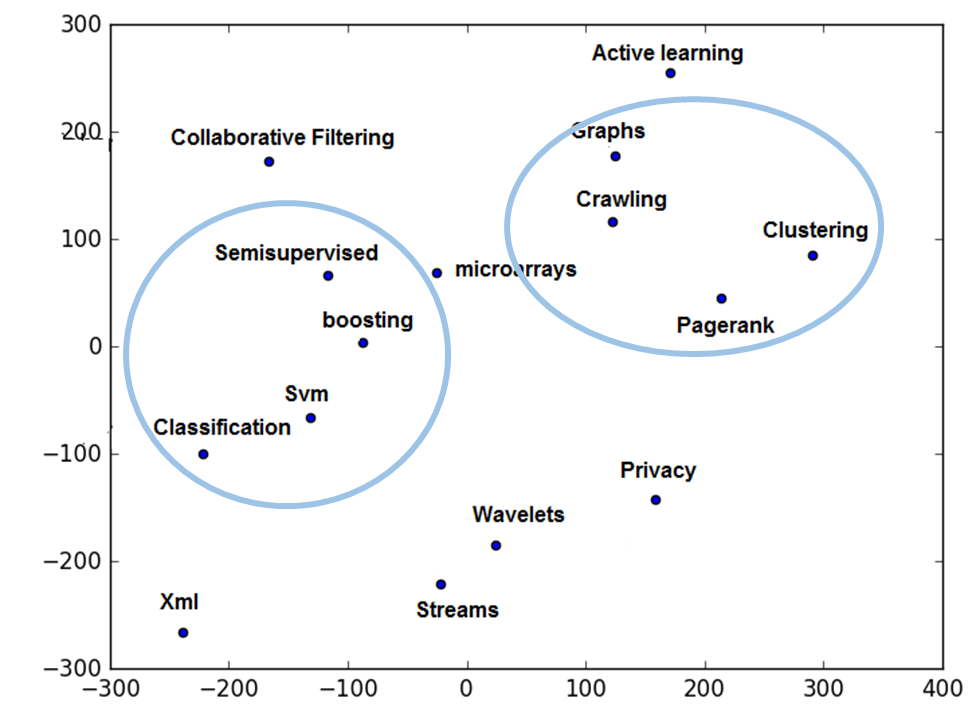 300
Active learning
200
Graphs
Collaborative Filtering
Crawling
Clustering
100
Semisupervised
microarrays
boosting
Pagerank
0
Svm
Classification
−100
Privacy
Wavelets
−200
Xml
Streams
−300
−300 −200 −100 0 100 200 300 400